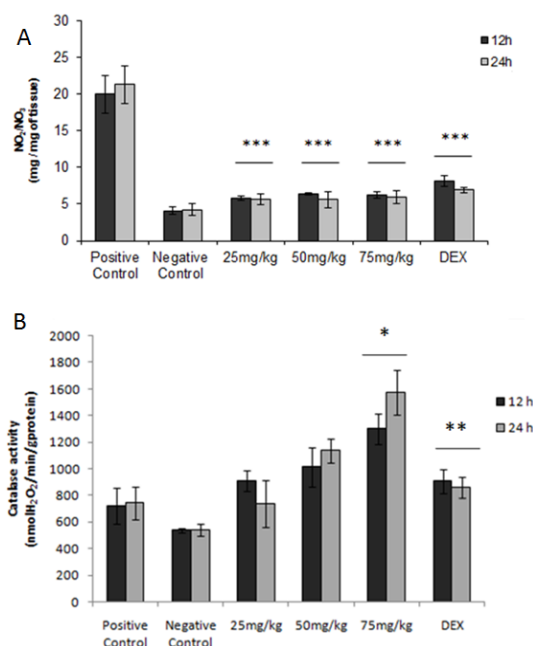 A
30
25
20
15
10
5
0
NO2/NO3
(mg / mg of tissue)
12h
24h
***
***
***
***
Positive Control
Negative Control
25mg/kg
50mg/kg
75mg/kg
DEX
B
2000
1800
1600
1400
1200
1000
800
600
400
200
0
Catalase activity
(nmolH2O2/min/gprotein)
12 h
24 h
*
**
Positive Control
Negative Control
25mg/kg
50mg/kg
75mg/kg
DEX